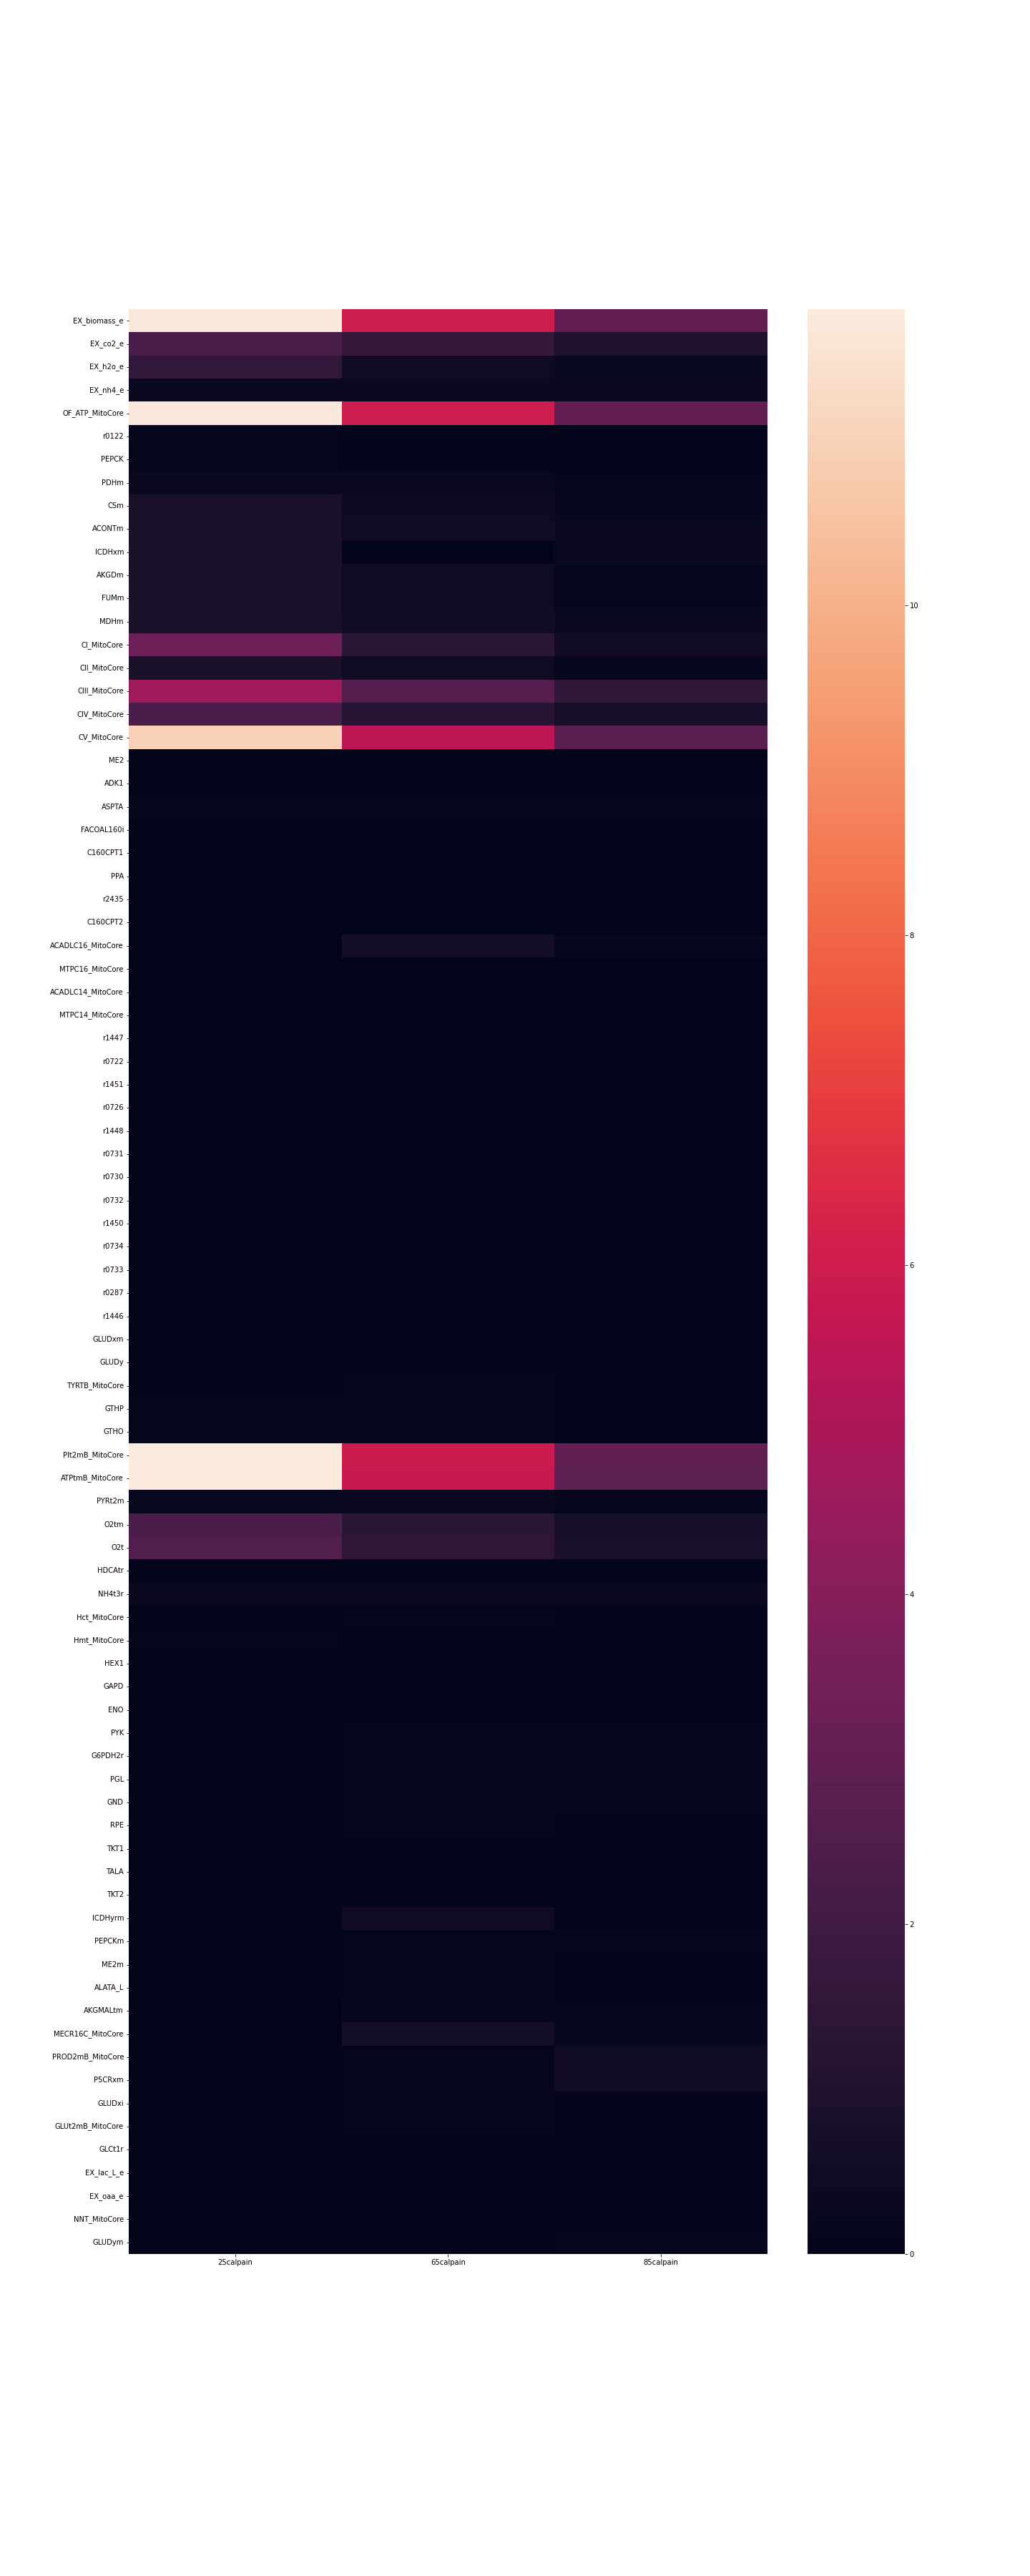 EX_biomass_e
EX_co2_e
EX_h2o_e
EX_nh4_e
OF_ATP_MitoCore
r0122
PEPCK
PDHm
CSm
ACONTm
ICDHxm
AKGDm
FUMm
MDHm
CI_MitoCore
CII_MitoCore
CIII_MitoCore
CIV_MitoCore
CV_MitoCore
ME2
ADK1
ASPTA
FACOAL160i
C160CPT1
PPA
r2435
C160CPT2
ACADLC16_MitoCore
MTPC16_MitoCore
ACADLC14_MitoCore
MTPC14_MitoCore
r1447
r0722
r1451
r0726
r1448
r0731
r0730
r0732
r1450
r0734
r0733
r0287
r1446
GLUDxm
GLUDy
TYRTB_MitoCore
GTHP
GTHO
PIt2mB_MitoCore
ATPtmB_MitoCore
PYRt2m
O2tm
O2t
HDCAtr
NH4t3r
Hct_MitoCore
Hmt_MitoCore
HEX1
GAPD
ENO
PYK
G6PDH2r
PGL
GND
RPE
TKT1
TALA
TKT2
ICDHyrm
PEPCKm
ME2m
ALATA_L
AKGMALtm
MECR16C_MitoCore
PROD2mB_MitoCore
P5CRxm
GLUDxi
GLUt2mB_MitoCore
GLCt1r
EX_lac_L_e
EX_oaa_e
NNT_MitoCore
GLUDym
25calpain
65calpain
85calpain
10
8
6
4
2
0